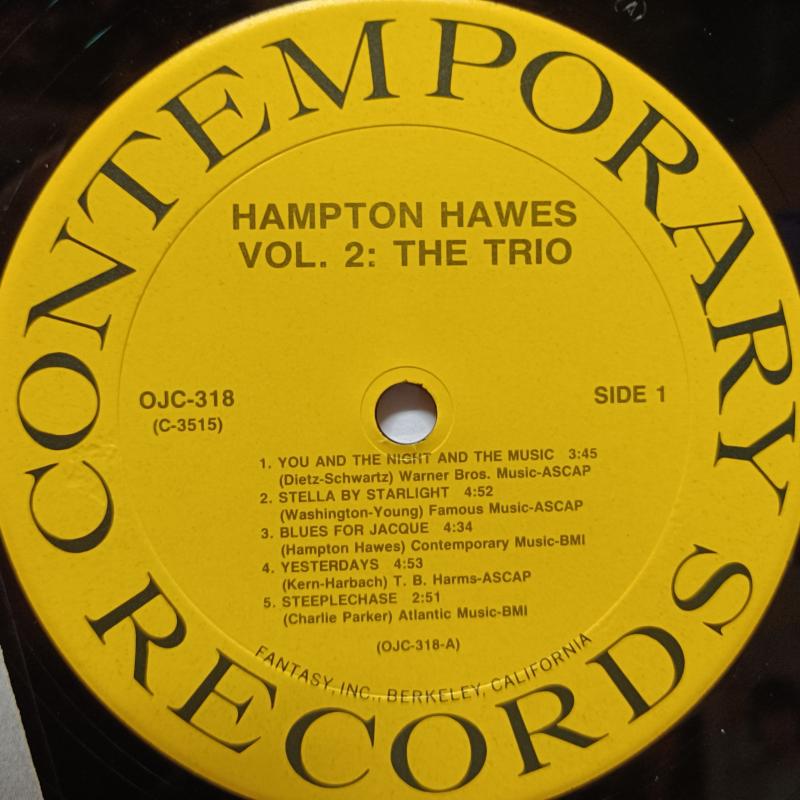 CONTEMPORARY RECORDS
(A)
HAMPTON HAWES
VOL. 2: THE TRIO
OJC-318
(C-3515)
SIDE 1
1. YOU AND THE NIGHT AND THE MUSIC 3:45
(Dietz-Schwartz) Warner Bros. Music-ASCAP
2. STELLA BY STARLIGHT 4:52
(Washington-Young) Famous Music-ASCAP
3. BLUES FOR JACQUE 4:34
(Hampton Hawes) Contemporary Music-BMI
4. YESTERDAYS 4:53
(Kern-Harbach) T. B. Harms-ASCAP
5. STEEPLECHASE 2:51
(Charlie Parker) Atlantic Music-BMI
(OJC-318-A)
FANTASY, INC., BERKELEY, CALIFORNIA